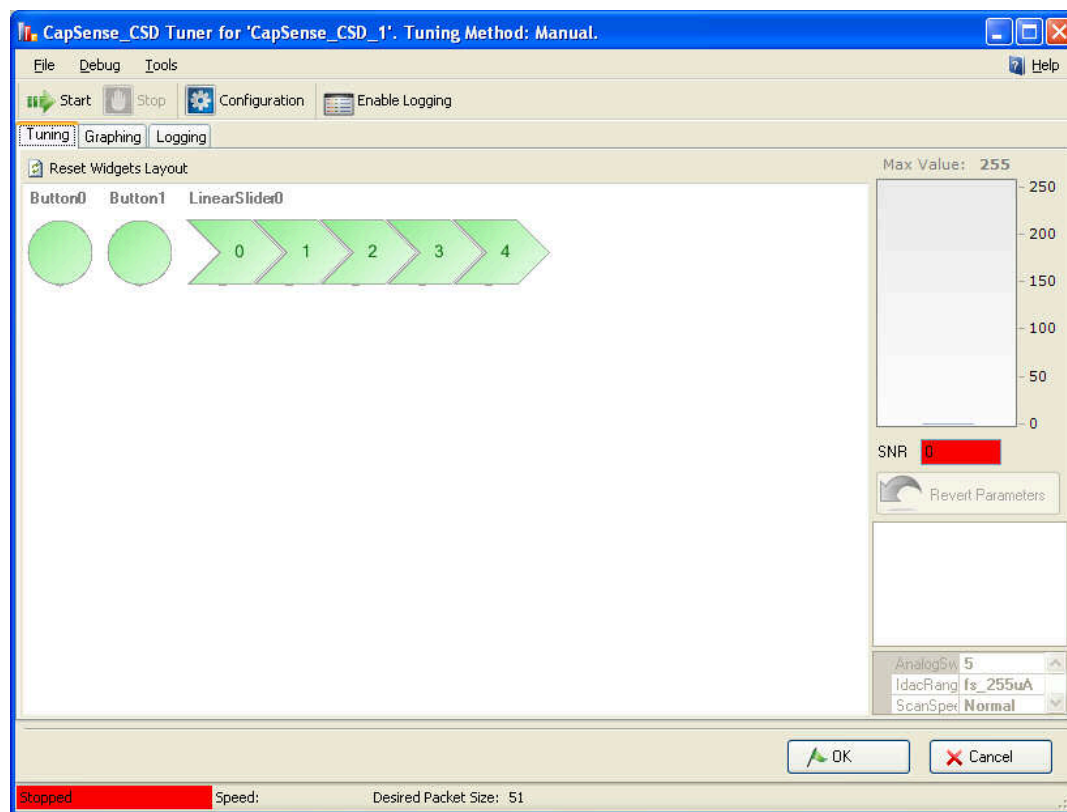 CapSense_CSD Tuner for 'CapSense_CSD_1'. Tuning Method: Manual.
File Debug Tools Help
Start Stop Configuration Enable Logging
Tuning Graphing Logging
Reset Widgets Layout
Button0 Button1 LinearSlider0
0 1 2 3 4
Max Value: 255
250
200
150
100
50
0
SNR 0
Revert Parameters
AnalogSw 5
IdacRang fs_255uA
ScanSpee Normal
OK Cancel
Stopped Speed: Desired Packet Size: 51